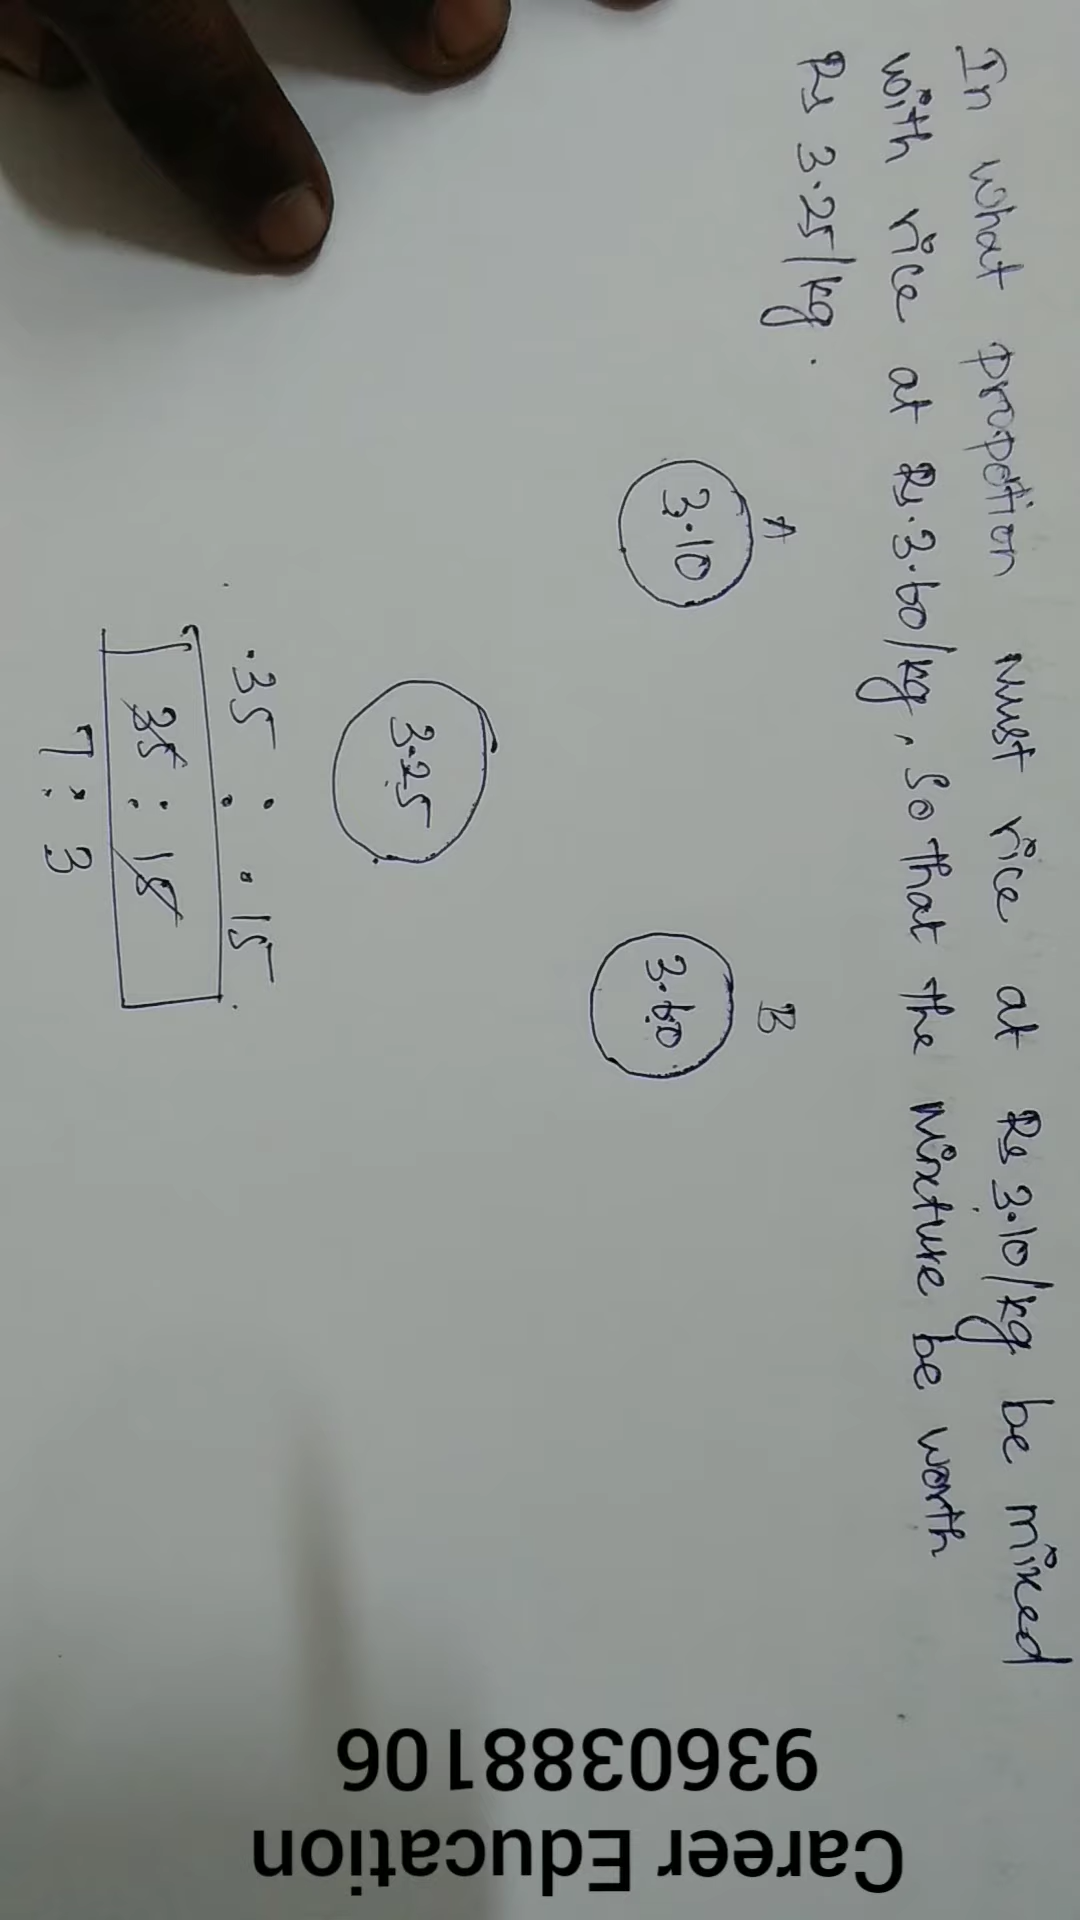 In what propotion must rice at Rs 3.10/kg be mixed
with rice at Rs.3.60/kg, so that the mixture be worth
Rs 3.25/kg.
A B
3.10 3.60
3.25
.35 : .15
35 : 15
7 : 3
Career Education
9360388106